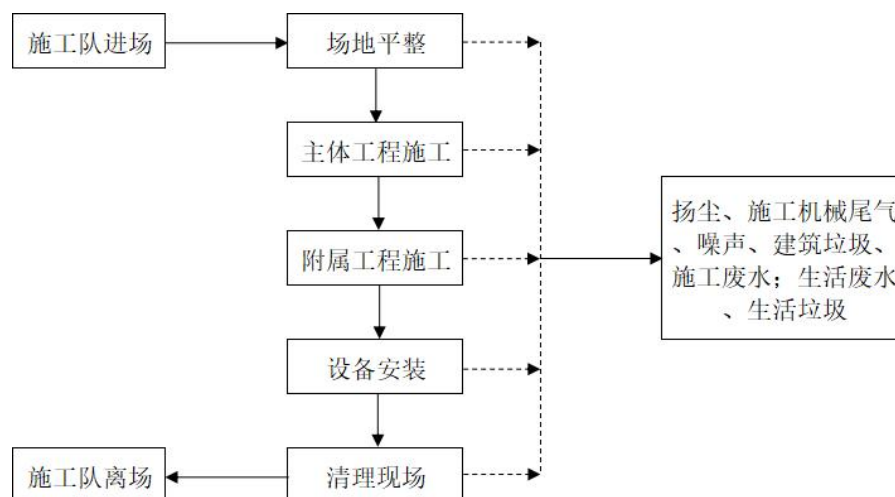 施工队进场
场地平整
主体工程施工
附属工程施工
设备安装
清理现场
施工队离场
扬尘、施工机械尾气
、噪声、建筑垃圾、
施工废水；生活废水
、生活垃圾